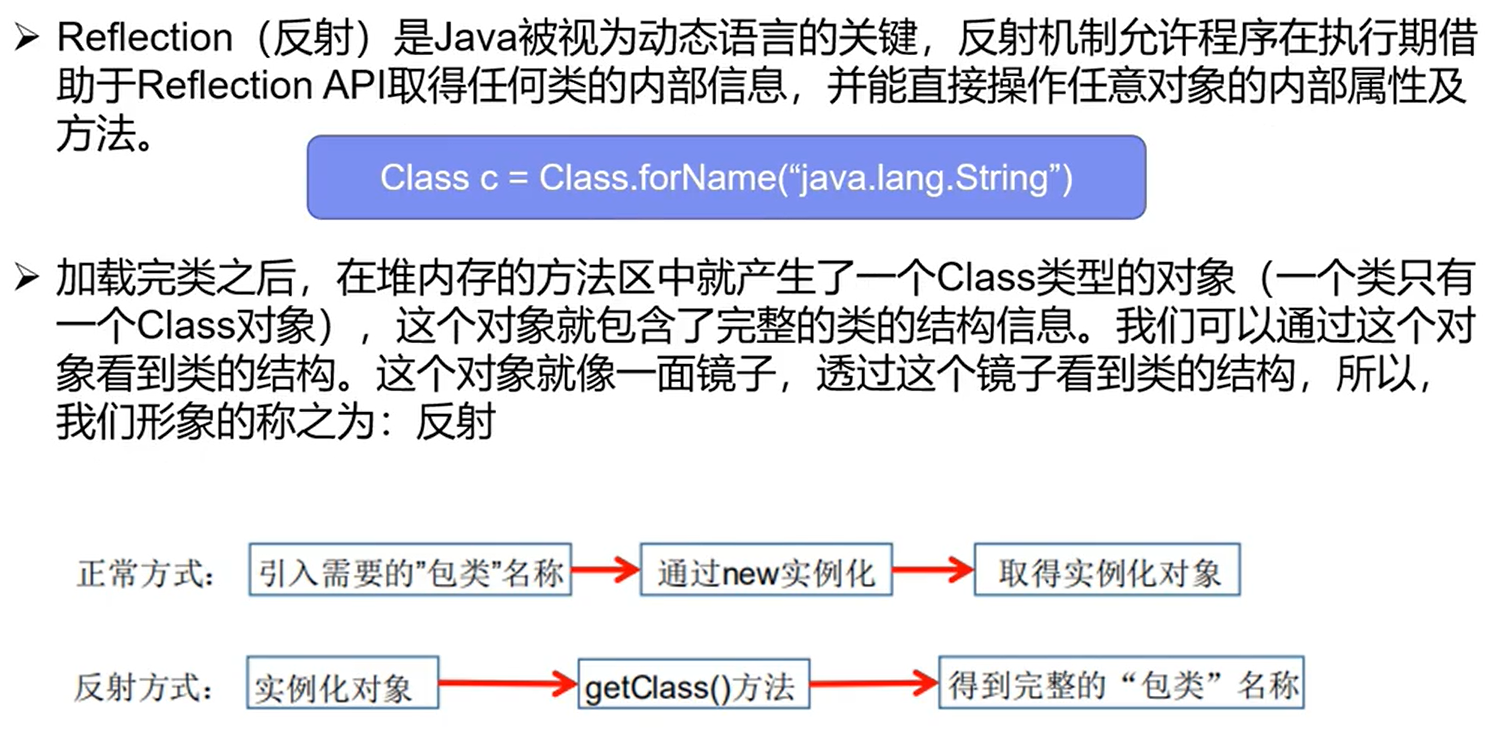 ➢ Reflection（反射）是Java被视为动态语言的关键，反射机制允许程序在执行期借
助于Reflection API取得任何类的内部信息，并能直接操作任意对象的内部属性及
方法。
Class c = Class.forName(“java.lang.String”)
➢ 加载完类之后，在堆内存的方法区中就产生了一个Class类型的对象（一个类只有
一个Class对象），这个对象就包含了完整的类的结构信息。我们可以通过这个对
象看到类的结构。这个对象就像一面镜子，透过这个镜子看到类的结构，所以，
我们形象的称之为：反射
正常方式： 引入需要的”包类”名称 通过new实例化 取得实例化对象
反射方式： 实例化对象 getClass()方法 得到完整的“包类”名称